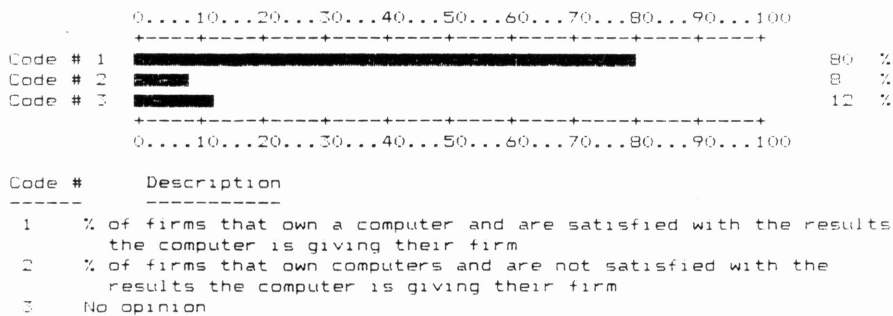 0....10...20...30...40...50...60...70...80...90...100
+----+----+----+----+----+----+----+----+----+----+
Code # 1 80 %
Code # 2 8 %
Code # 3 12 %
+----+----+----+----+----+----+----+----+----+----+
0....10...20...30...40...50...60...70...80...90...100
Code # Description
------ -----------
1 % of firms that own a computer and are satisfied with the results
the computer is giving their firm
2 % of firms that own computers and are not satisfied with the
results the computer is giving their firm
3 No opinion